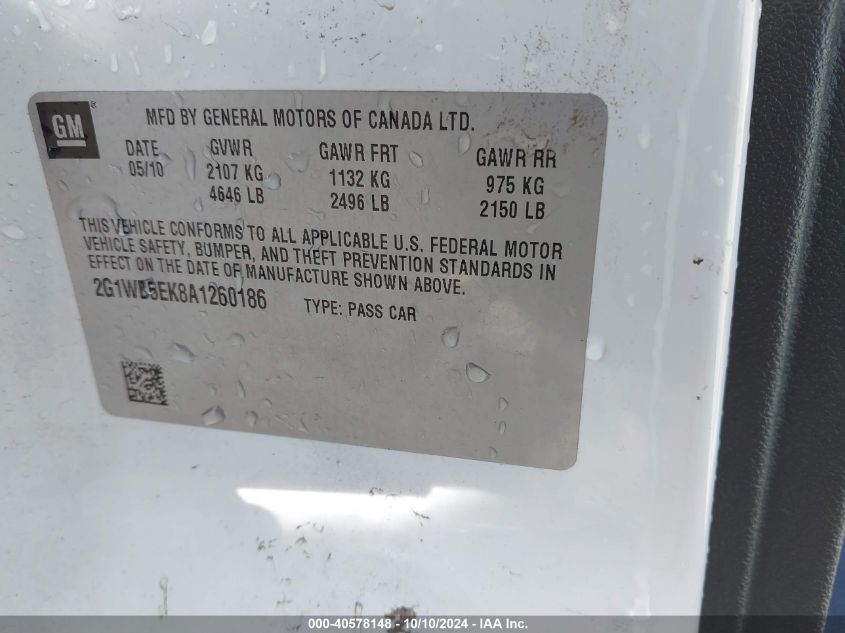 GM ®
MFD BY GENERAL MOTORS OF CANADA LTD.
DATE GVWR GAWR FRT GAWR RR
05/10 2107 KG 1132 KG 975 KG
4646 LB 2496 LB 2150 LB
THIS VEHICLE CONFORMS TO ALL APPLICABLE U.S. FEDERAL MOTOR
VEHICLE SAFETY, BUMPER, AND THEFT PREVENTION STANDARDS IN
EFFECT ON THE DATE OF MANUFACTURE SHOWN ABOVE.
2G1WB5EK8A1260186 TYPE: PASS CAR
000-40578148 - 10/10/2024 - IAA Inc.